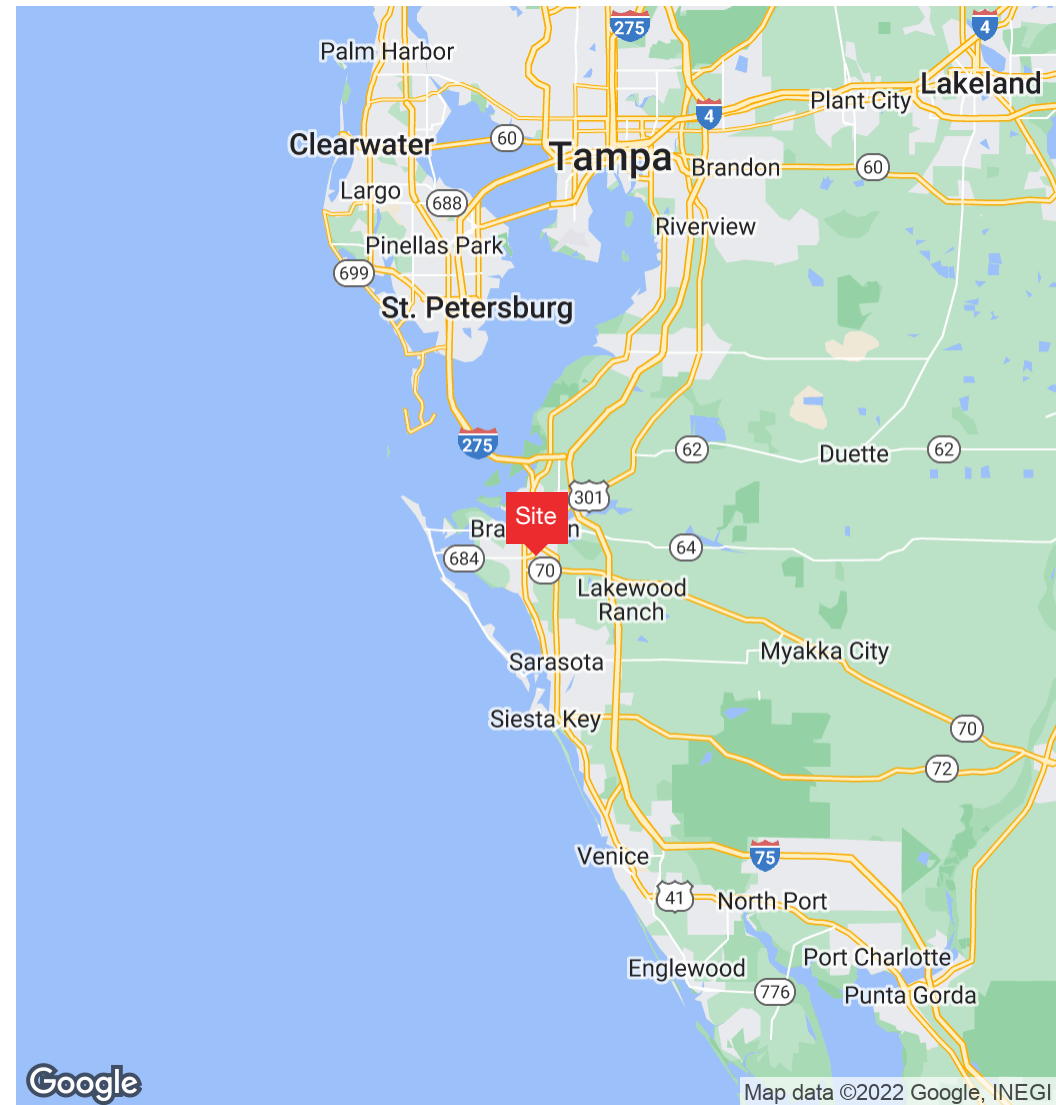 275
4
Palm Harbor
Lakeland
Plant City
4
Clearwater
60
Tampa
Brandon
60
Largo
688
Riverview
Pinellas Park
699
St. Petersburg
275
62
Duette
62
301
Site
Bra n
684
70
64
Lakewood
Ranch
Sarasota
Myakka City
Siesta Key
70
72
Venice
75
41
North Port
Englewood
Port Charlotte
776
Punta Gorda
Google
Map data ©2022 Google, INEGI